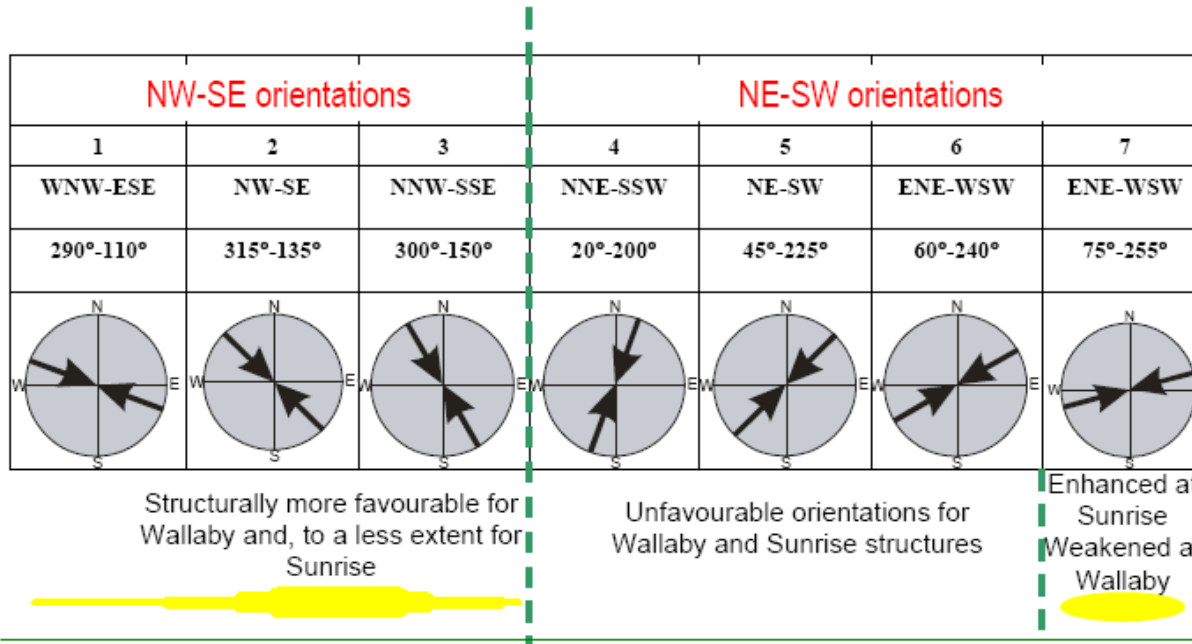 NW-SE orientations NE-SW orientations
1 2 3 4 5 6 7
WNW-ESE NW-SE NNW-SSE NNE-SSW NE-SW ENE-WSW ENE-WSW
290°-110° 315°-135° 300°-150° 20°-200° 45°-225° 60°-240° 75°-255°
N N N N N N N
W E W E W E W E W E W E W
S S S S S S S
Structurally more favourable for
Wallaby and, to a less extent for
Sunrise
Unfavourable orientations for
Wallaby and Sunrise structures
Enhanced at
Sunrise
Weakened a
Wallaby